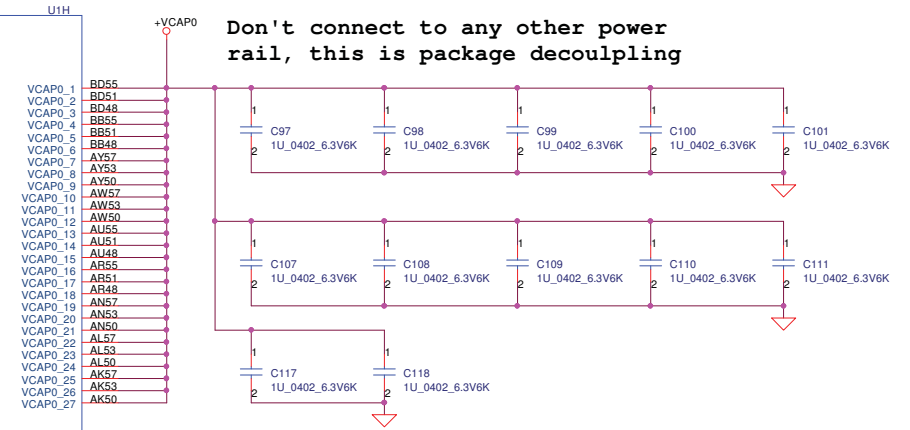 U1H
+VCAP0
Don't connect to any other power
rail, this is package decoulpling
VCAP0_1 BD55
VCAP0_2 BD51
VCAP0_3 BD48
VCAP0_4 BB55
VCAP0_5 BB51
VCAP0_6 BB48
VCAP0_7 AY57
VCAP0_8 AY53
VCAP0_9 AY50
VCAP0_10 AW57
VCAP0_11 AW53
VCAP0_12 AW50
VCAP0_13 AU55
VCAP0_14 AU51
VCAP0_15 AU48
VCAP0_16 AR55
VCAP0_17 AR51
VCAP0_18 AR48
VCAP0_19 AN57
VCAP0_20 AN53
VCAP0_21 AN50
VCAP0_22 AL57
VCAP0_23 AL53
VCAP0_24 AL50
VCAP0_25 AK57
VCAP0_26 AK53
VCAP0_27 AK50
1 1 1 1 1
C97 C98 C99 C100 C101
1U_0402_6.3V6K 1U_0402_6.3V6K 1U_0402_6.3V6K 1U_0402_6.3V6K 1U_0402_6.3V6K
2 2 2 2 2
1 1 1 1 1
C107 C108 C109 C110 C111
1U_0402_6.3V6K 1U_0402_6.3V6K 1U_0402_6.3V6K 1U_0402_6.3V6K 1U_0402_6.3V6K
2 2 2 2 2
1 1
C117 C118
1U_0402_6.3V6K 1U_0402_6.3V6K
2 2